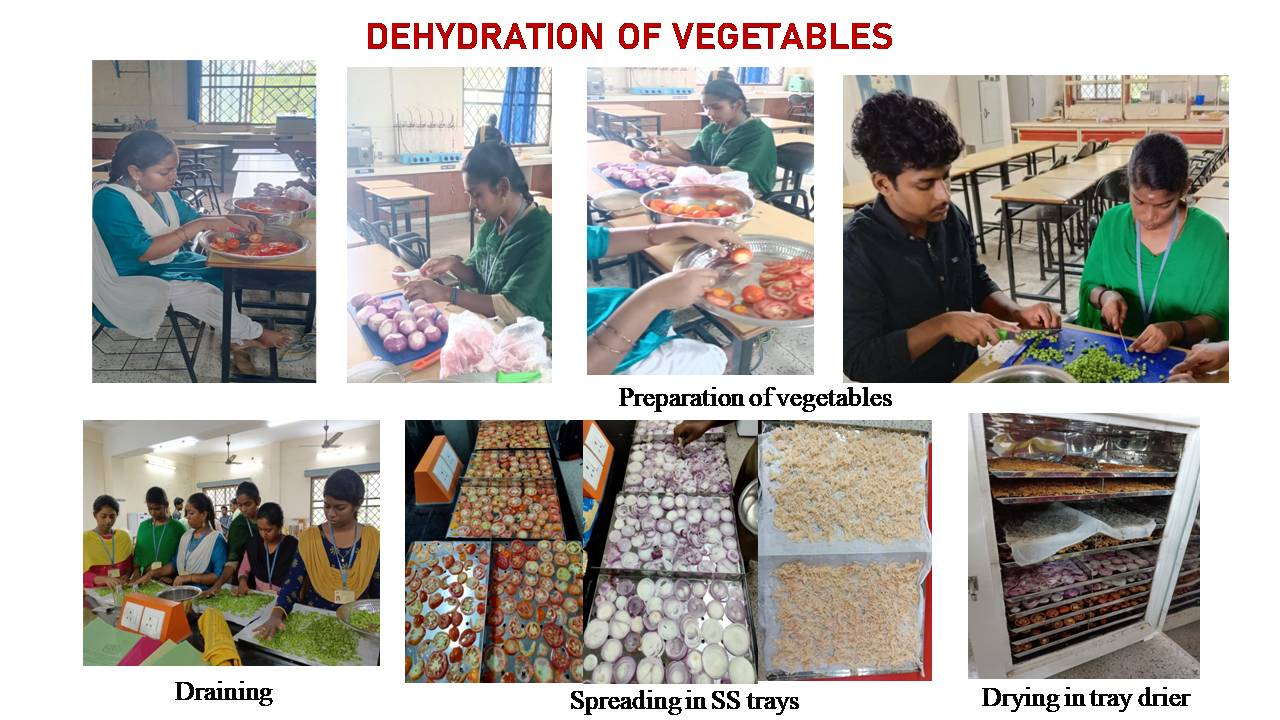 DEHYDRATION OF VEGETABLES
Preparation of vegetables
Draining
Spreading in SS trays
Drying in tray drier